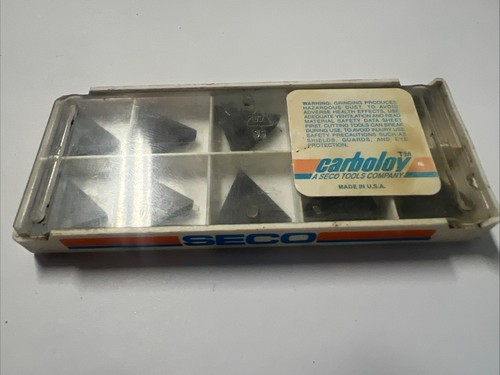 WARNING: GRINDING PRODUCES
HAZARDOUS DUST. TO AVOID
ADVERSE HEALTH EFFECTS, USE
ADEQUATE VENTILATION AND READ
MATERIAL SAFETY DATA SHEET
FIRST. CUTTING TOOLS CAN BREAK
DURING USE. TO AVOID INJURY USE
SAFETY PRECAUTIONS SUCH AS
SHIELDS, GUARDS, AND EYE
PROTECTION.
carboloy TM
A SECO TOOLS COMPANY
MADE IN U.S.A.
SECO